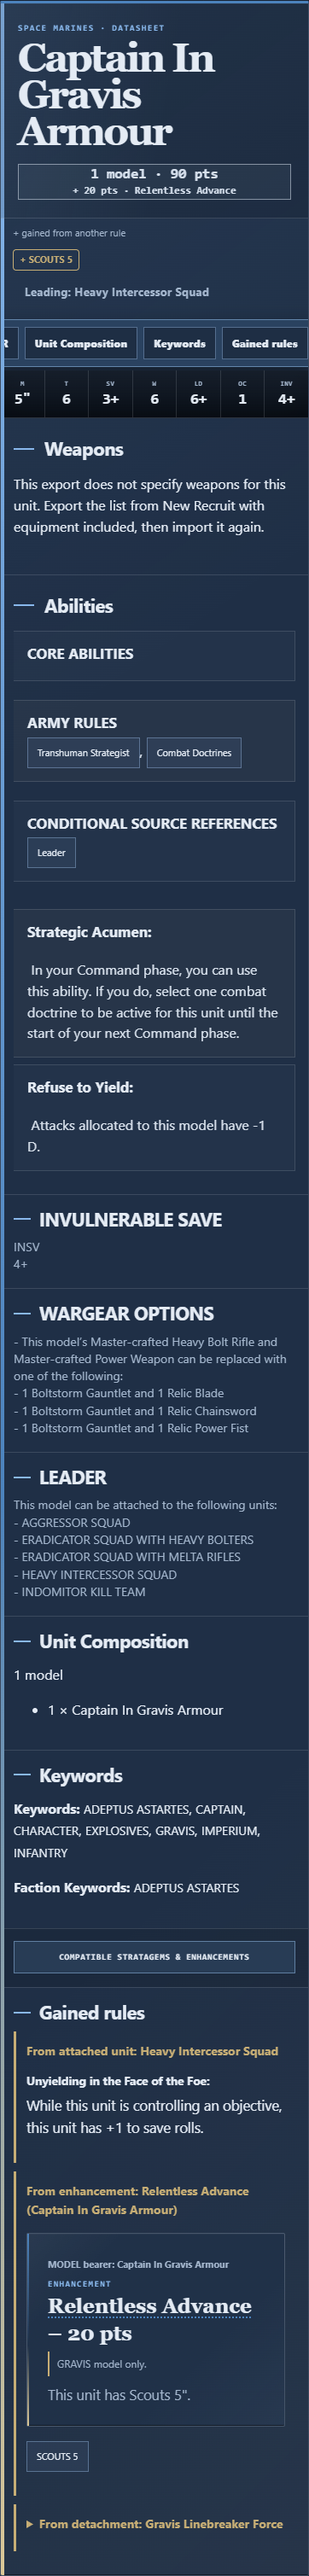 SPACE MARINES · DATASHEET
Captain In
Gravis
Armour
1 model · 90 pts
+ 20 pts · Relentless Advance
+ gained from another rule
+ SCOUTS 5
Leading: Heavy Intercessor Squad
Unit Composition
Keywords
Gained rules
M T SV W LD OC INV
5" 6 3+ 6 6+ 1 4+
Weapons
This export does not specify weapons for this
unit. Export the list from New Recruit with
equipment included, then import it again.
Abilities
CORE ABILITIES
ARMY RULES
Transhuman Strategist , Combat Doctrines
CONDITIONAL SOURCE REFERENCES
Leader
Strategic Acumen:
In your Command phase, you can use
this ability. If you do, select one combat
doctrine to be active for this unit until the
start of your next Command phase.
Refuse to Yield:
Attacks allocated to this model have -1
D.
INVULNERABLE SAVE
INSV
4+
WARGEAR OPTIONS
- This model's Master-crafted Heavy Bolt Rifle and
Master-crafted Power Weapon can be replaced with
one of the following:
- 1 Boltstorm Gauntlet and 1 Relic Blade
- 1 Boltstorm Gauntlet and 1 Relic Chainsword
- 1 Boltstorm Gauntlet and 1 Relic Power Fist
LEADER
This model can be attached to the following units:
- AGGRESSOR SQUAD
- ERADICATOR SQUAD WITH HEAVY BOLTERS
- ERADICATOR SQUAD WITH MELTA RIFLES
- HEAVY INTERCESSOR SQUAD
- INDOMITOR KILL TEAM
Unit Composition
1 model
• 1 × Captain In Gravis Armour
Keywords
Keywords: ADEPTUS ASTARTES, CAPTAIN,
CHARACTER, EXPLOSIVES, GRAVIS, IMPERIUM,
INFANTRY
Faction Keywords: ADEPTUS ASTARTES
COMPATIBLE STRATAGEMS & ENHANCEMENTS
Gained rules
From attached unit: Heavy Intercessor Squad
Unyielding in the Face of the Foe:
While this unit is controlling an objective,
this unit has +1 to save rolls.
From enhancement: Relentless Advance
(Captain In Gravis Armour)
MODEL bearer: Captain In Gravis Armour
ENHANCEMENT
Relentless Advance
– 20 pts
GRAVIS model only.
This unit has Scouts 5".
SCOUTS 5
▶ From detachment: Gravis Linebreaker Force